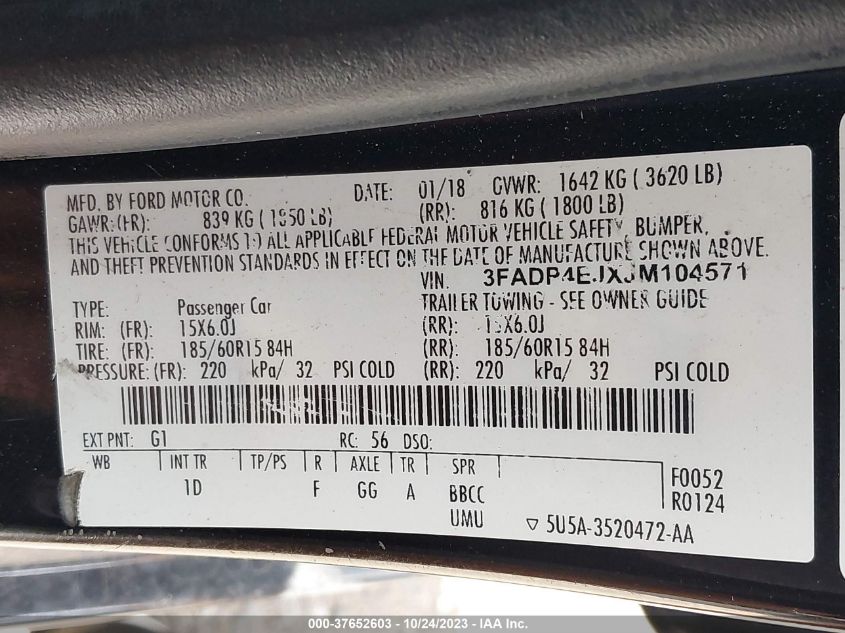 MFD. BY FORD MOTOR CO.
DATE: 01/18 GVWR: 1642 KG ( 3620 LB)
GAWR:(FR): 839 KG ( 1850 LB) (RR): 816 KG ( 1800 LB)
THIS VEHICLE CONFORMS TO ALL APPLICABLE FEDERAL MOTOR VEHICLE SAFETY, BUMPER,
AND THEFT PREVENTION STANDARDS IN EFFECT ON THE DATE OF MANUFACTURE SHOWN ABOVE.
VIN: 3FADP4EJXJM104571
TYPE: Passenger Car TRAILER TOWING - SEE OWNER GUIDE
RIM: (FR): 15X6.0J (RR): 15X6.0J
TIRE: (FR): 185/60R15 84H (RR): 185/60R15 84H
PRESSURE: (FR): 220 kPa/ 32 PSI COLD (RR): 220 kPa/ 32 PSI COLD
EXT PNT: G1 RC: 56 DSO:
WB INT TR TP/PS R AXLE TR SPR
1D F GG A BBCC
UMU
F0052
R0124
▽ 5U5A-3520472-AA
000-37652603 - 10/24/2023 - IAA Inc.